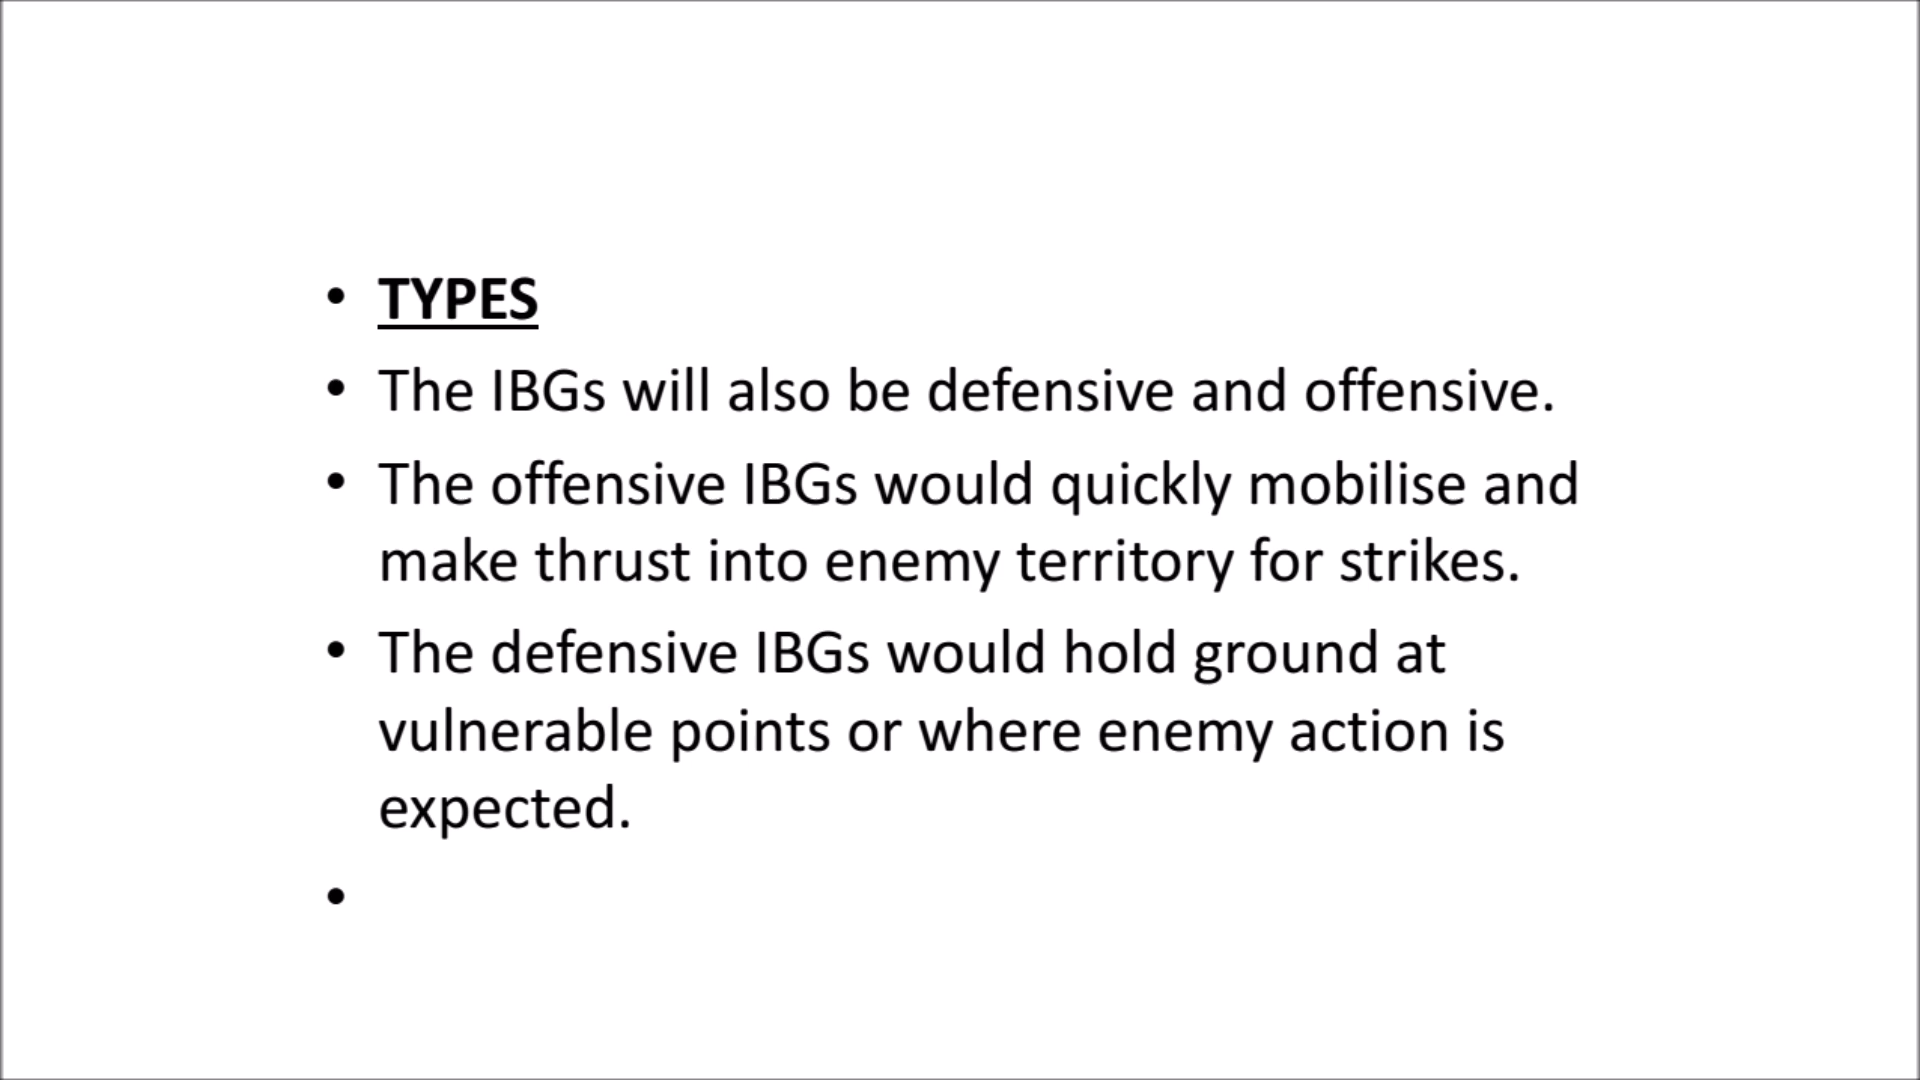 • TYPES
• The IBGs will also be defensive and offensive.
• The offensive IBGs would quickly mobilise and
make thrust into enemy territory for strikes.
• The defensive IBGs would hold ground at
vulnerable points or where enemy action is
expected.
•